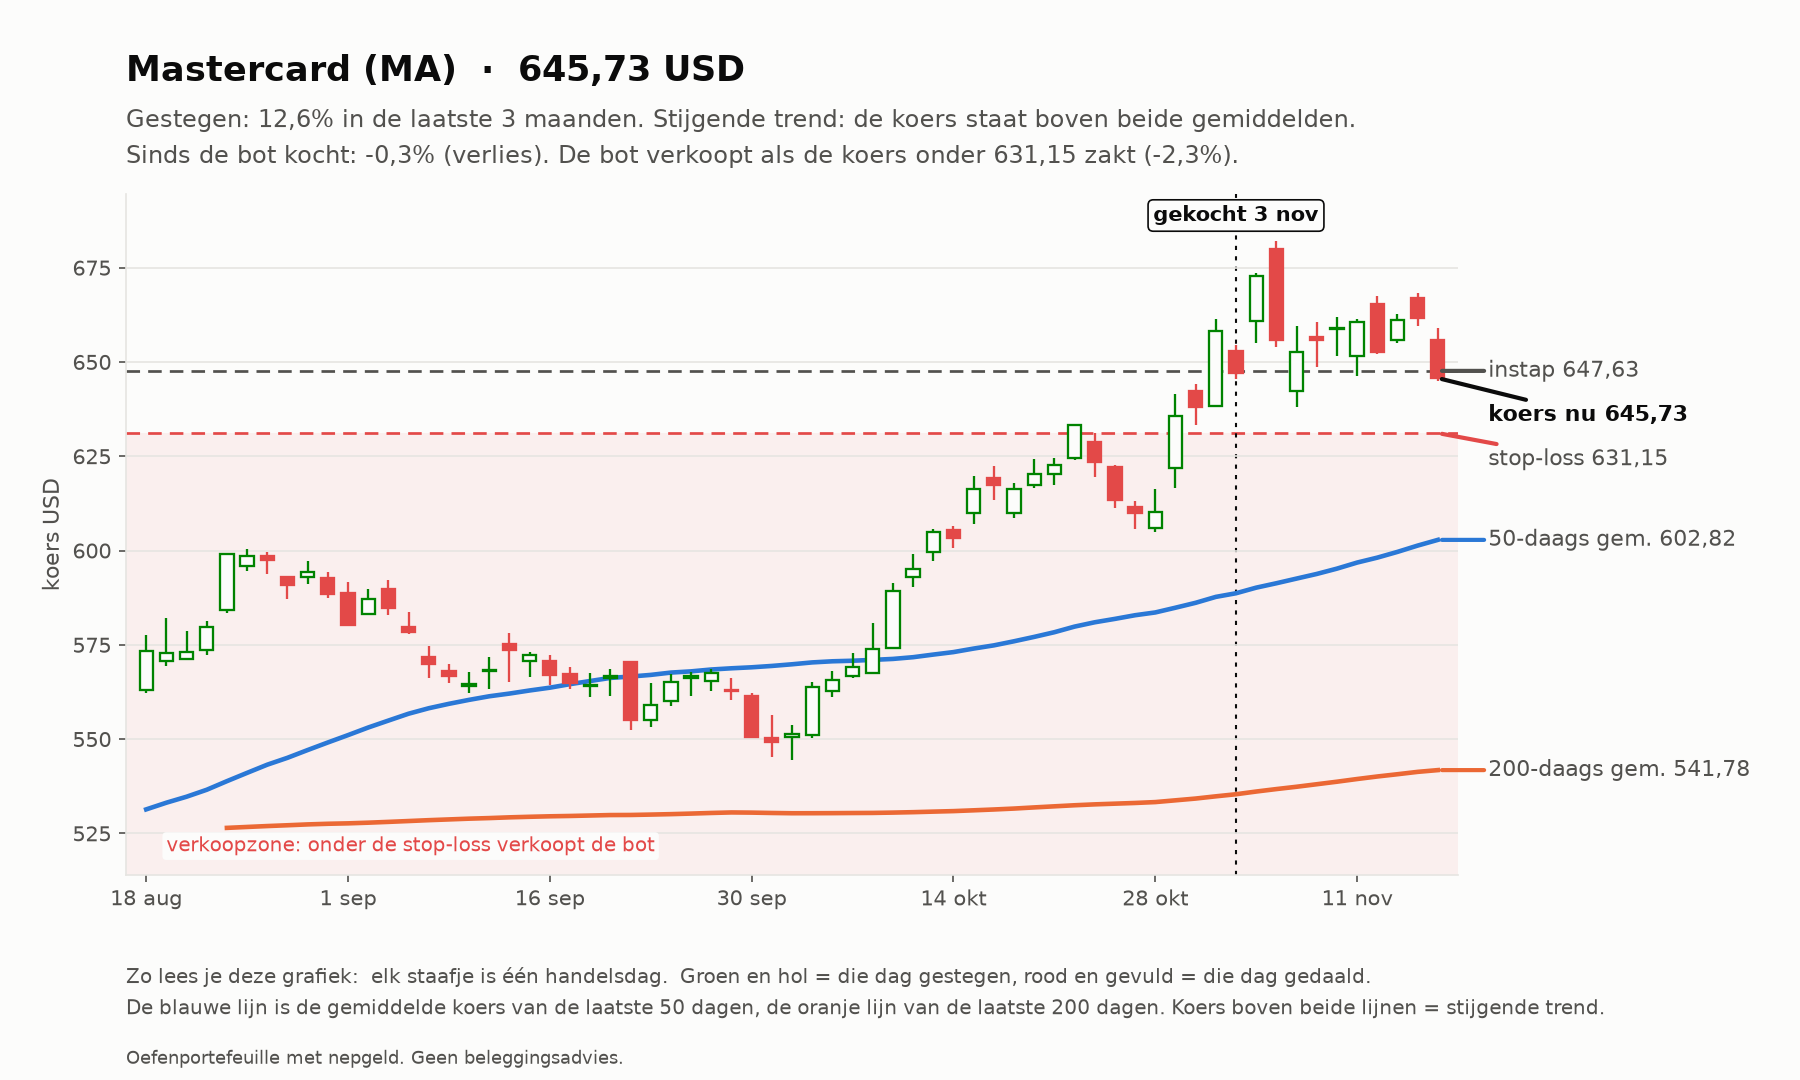 Mastercard (MA)  ·  645,73 USD
Gestegen: 12,6% in de laatste 3 maanden. Stijgende trend: de koers staat boven beide gemiddelden.
Sinds de bot kocht: -0,3% (verlies). De bot verkoopt als de koers onder 631,15 zakt (-2,3%).
gekocht 3 nov
675
650
625
600
575
550
525
koers USD
instap 647,63
koers nu 645,73
stop-loss 631,15
50-daags gem. 602,82
200-daags gem. 541,78
verkoopzone: onder de stop-loss verkoopt de bot
18 aug
1 sep
16 sep
30 sep
14 okt
28 okt
11 nov
Zo lees je deze grafiek:  elk staafje is één handelsdag.  Groen en hol = die dag gestegen, rood en gevuld = die dag gedaald.
De blauwe lijn is de gemiddelde koers van de laatste 50 dagen, de oranje lijn van de laatste 200 dagen. Koers boven beide lijnen = stijgende trend.
Oefenportefeuille met nepgeld. Geen beleggingsadvies.